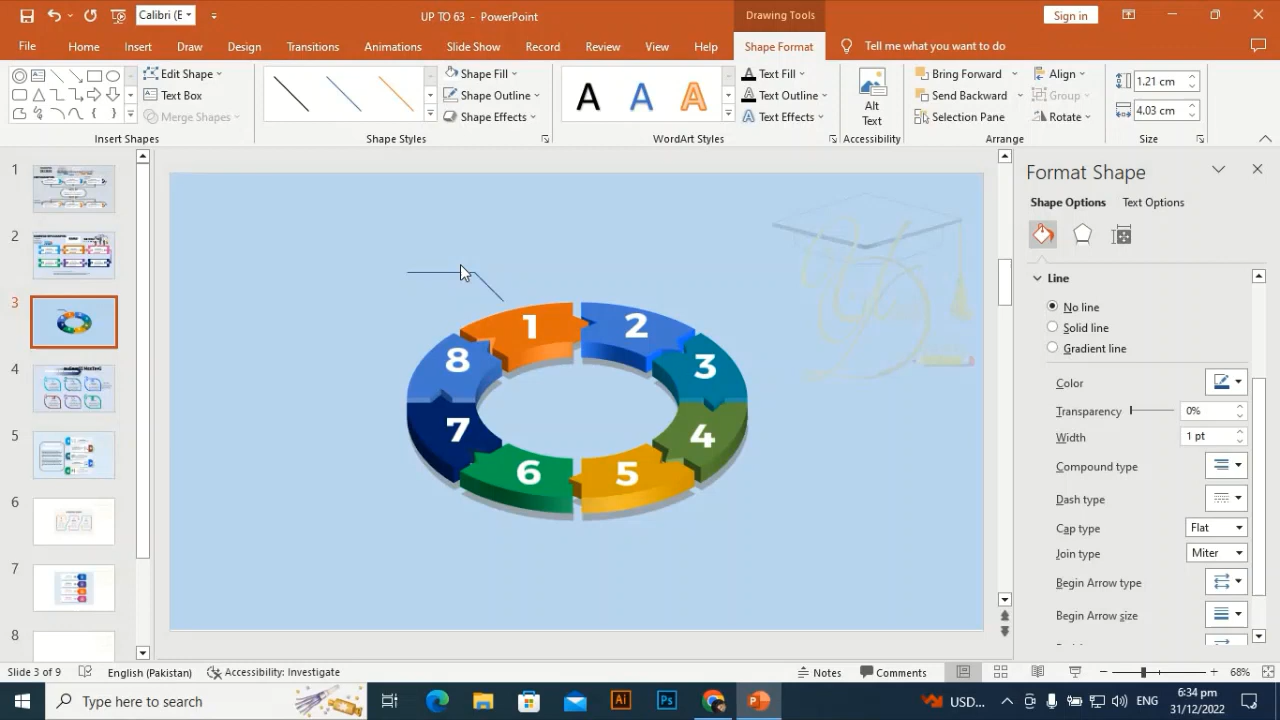 Calibri (E
UP TO 63 - PowerPoint
Drawing Tools
Sign in
File
Home
Insert
Draw
Design
Transitions
Animations
Slide Show
Record
Review
View
Help
Shape Format
Tell me what you want to do
Edit Shape
Text Box
Merge Shapes
Insert Shapes
Shape Fill
Shape Outline
Shape Effects
Shape Styles
A A A
Text Fill
Text Outline
Text Effects
WordArt Styles
Alt
Text
Accessibility
Bring Forward
Send Backward
Selection Pane
Align
Group
Rotate
Arrange
1.21 cm
4.03 cm
Size
1
2
3
4
5
6
7
8
1
2
3
4
5
6
7
8
Format Shape
Shape Options
Text Options
Line
No line
Solid line
Gradient line
Color
Transparency
0%
Width
1 pt
Compound type
Dash type
Cap type
Flat
Join type
Miter
Begin Arrow type
Begin Arrow size
Slide 3 of 9
English (Pakistan)
Accessibility: Investigate
Notes
Comments
68%
Type here to search
Ai
Ps
USD...
ENG
6:34 pm
31/12/2022